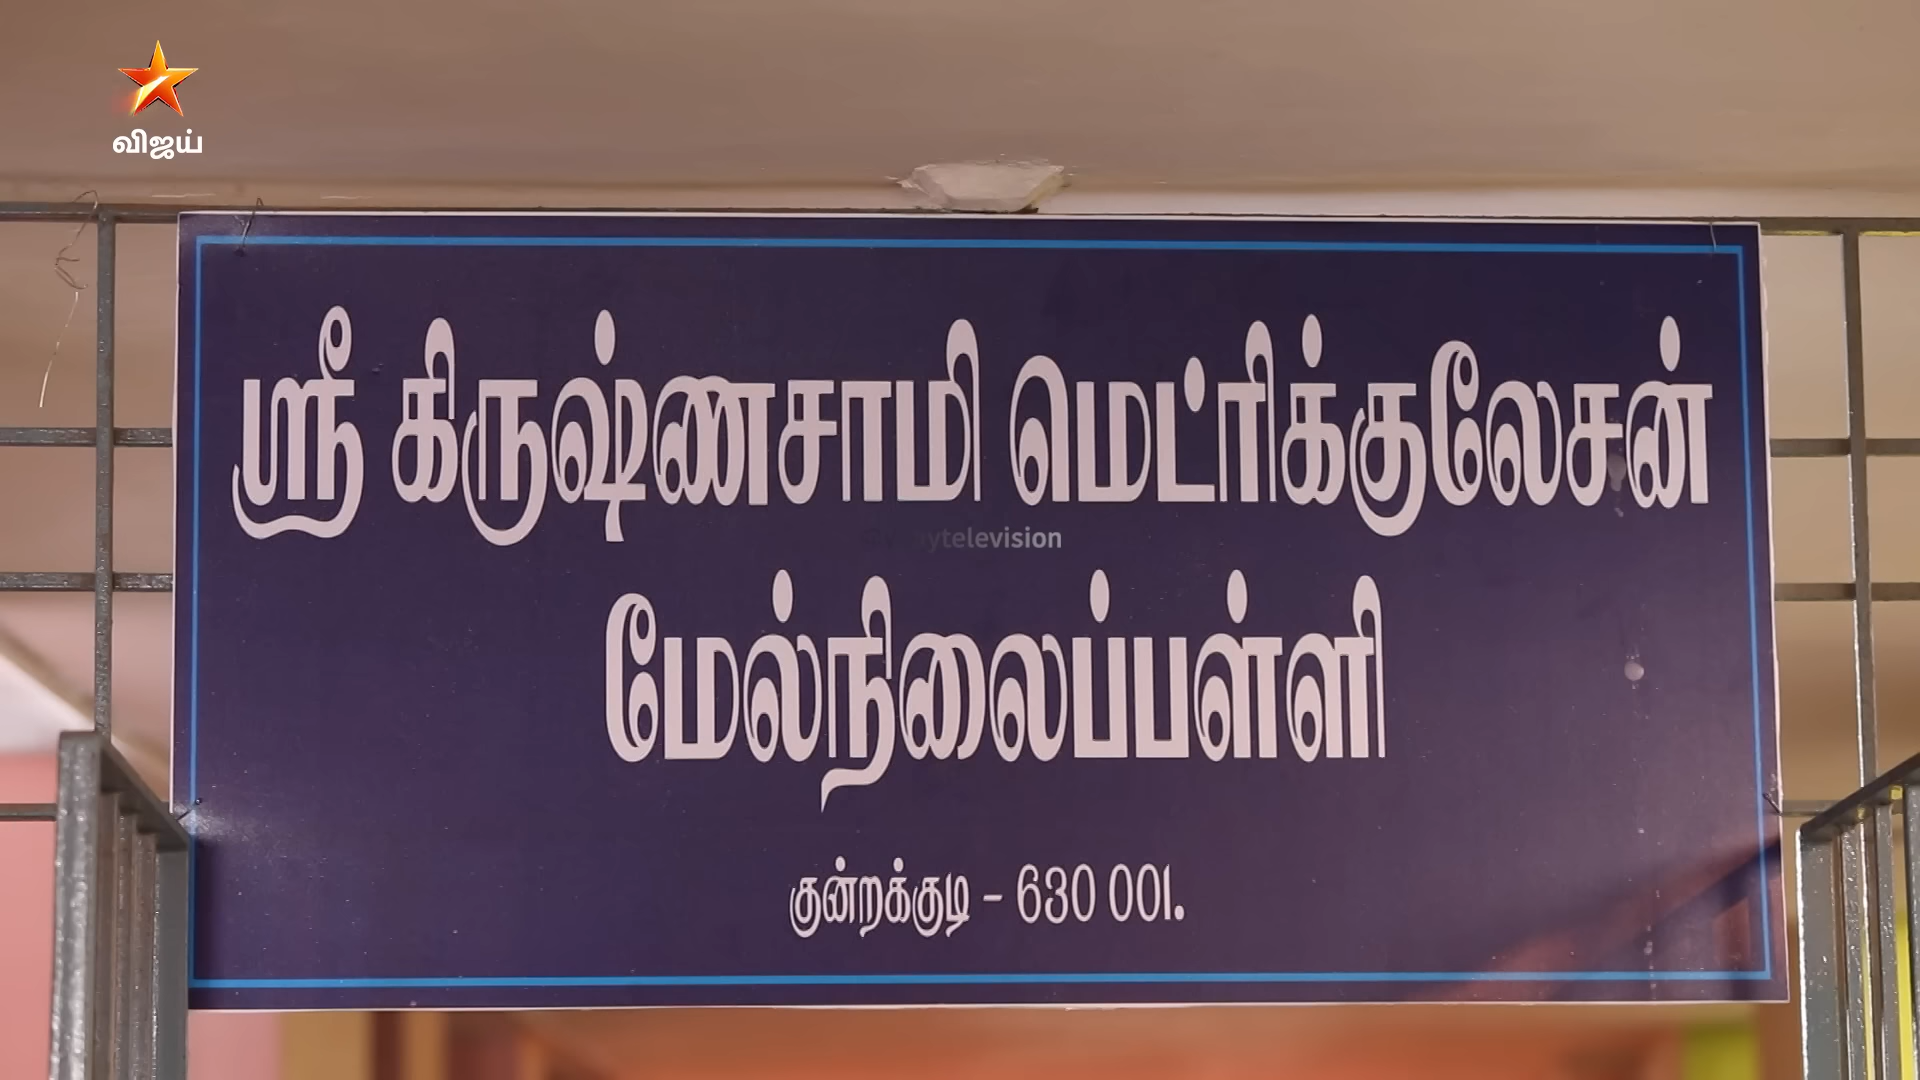 விஜய்
ஸ்ரீ கிருஷ்ணசாமி மெட்ரிக்குலேசன்
மேல்நிலைப்பள்ளி
குன்றக்குடி - 630 001.